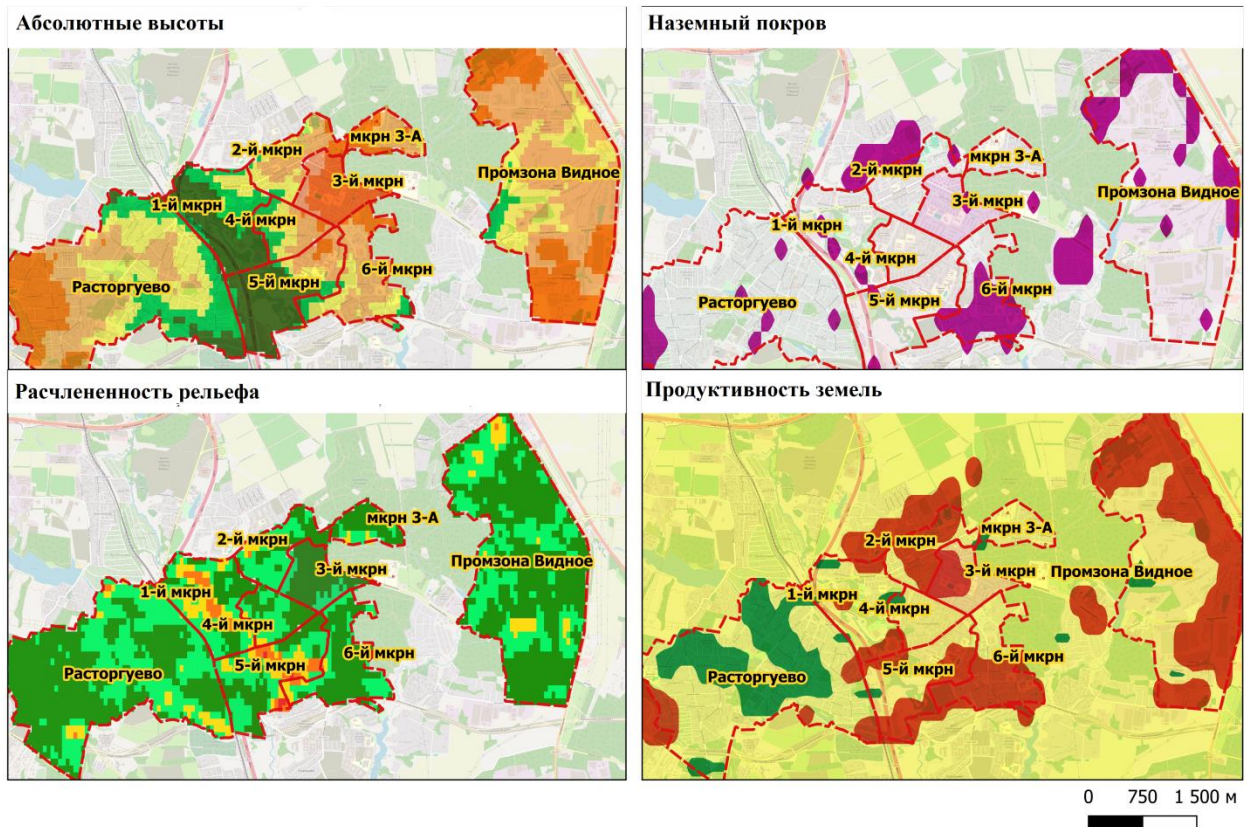 Абсолютные высоты
2-й мкрн
мкрн 3-А
3-й мкрн
Промзона Видное
1-й мкрн
4-й мкрн
6-й мкрн
5-й мкрн
Расторгуево
Наземный покров
2-й мкрн
мкрн 3-А
3-й мкрн
Промзона Видное
1-й мкрн
4-й мкрн
6-й мкрн
5-й мкрн
Расторгуево
Расчлененность рельефа
2-й мкрн
мкрн 3-А
3-й мкрн
Промзона Видное
1-й мкрн
4-й мкрн
6-й мкрн
5-й мкрн
Расторгуево
Продуктивность земель
2-й мкрн
мкрн 3-А
3-й мкрн
Промзона Видное
1-й мкрн
4-й мкрн
6-й мкрн
5-й мкрн
Расторгуево
0 750 1 500 м